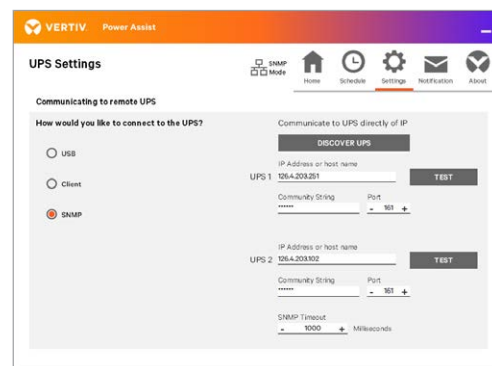 VERTIV. Power Assist
UPS Settings
SNMP Mode
Home Schedule Settings Notification About
Communicating to remote UPS
How would you like to connect to the UPS?
USB
Client
SNMP
Communicate to UPS directly of IP
DISCOVER UPS
IP Address or host name
UPS 1 126.4.203.251 TEST
Community String Port
****** - 161 +
IP Address or host name
UPS 2 126.4.203.102 TEST
Community String Port
****** - 161 +
SNMP Timeout
- 1000 + Milliseconds